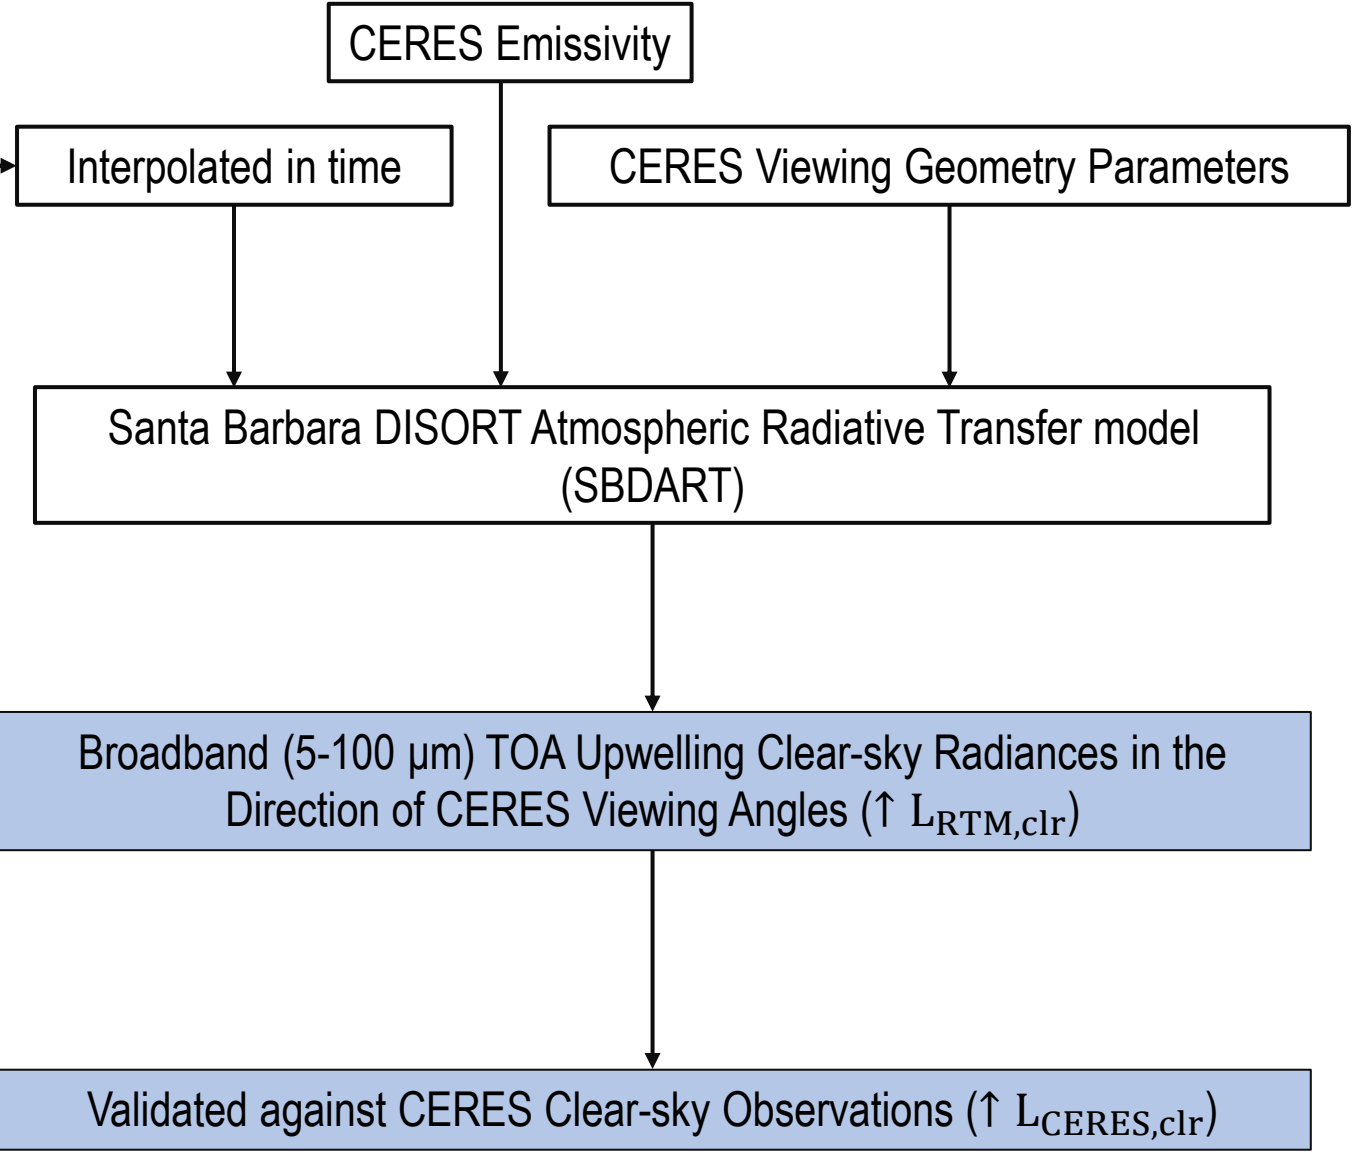 CERES Emissivity
Interpolated in time
CERES Viewing Geometry Parameters
Santa Barbara DISORT Atmospheric Radiative Transfer model
(SBDART)
Broadband (5-100 μm) TOA Upwelling Clear-sky Radiances in the
Direction of CERES Viewing Angles (↑ L_RTM,clr)
Validated against CERES Clear-sky Observations (↑ L_CERES,clr)